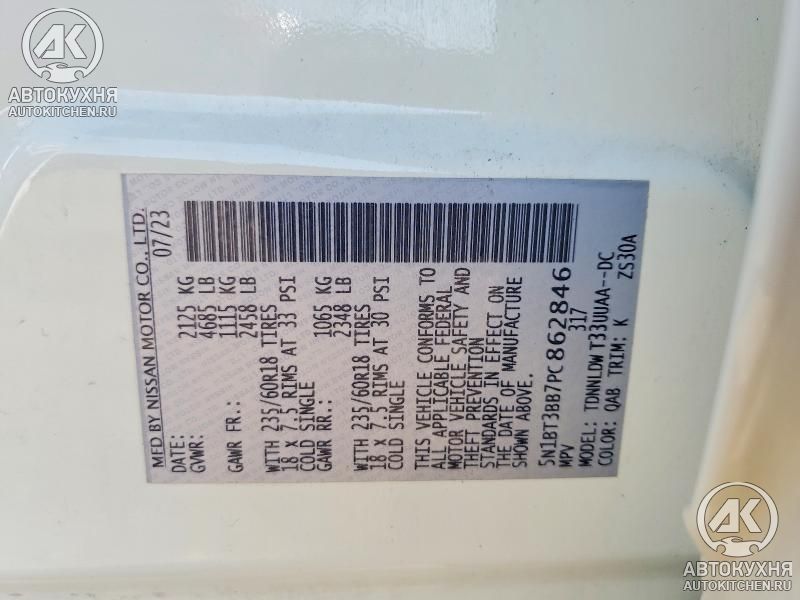 AK
АВТОКУХНЯ
AUTOKITCHEN.RU
MFD BY NISSAN MOTOR CO., LTD.
DATE: 07/23
GVWR: 2125 KG
4685 LB
GAWR FR.: 1115 KG
2458 LB
WITH 235/60R18 TIRES
18 X 7.5 RIMS AT 33 PSI
COLD SINGLE
GAWR RR.: 1065 KG
2348 LB
WITH 235/60R18 TIRES
18 X 7.5 RIMS AT 30 PSI
COLD SINGLE
THIS VEHICLE CONFORMS TO
ALL APPLICABLE FEDERAL
MOTOR VEHICLE SAFETY AND
THEFT PREVENTION
STANDARDS IN EFFECT ON
THE DATE OF MANUFACTURE
SHOWN ABOVE.
5N1BT3BB7PC862846
MPV 317
MODEL: TDNNLDW T33UUAA--DC
COLOR: QAB TRIM: K ZS30A
AK
АВТОКУХНЯ
AUTOKITCHEN.RU